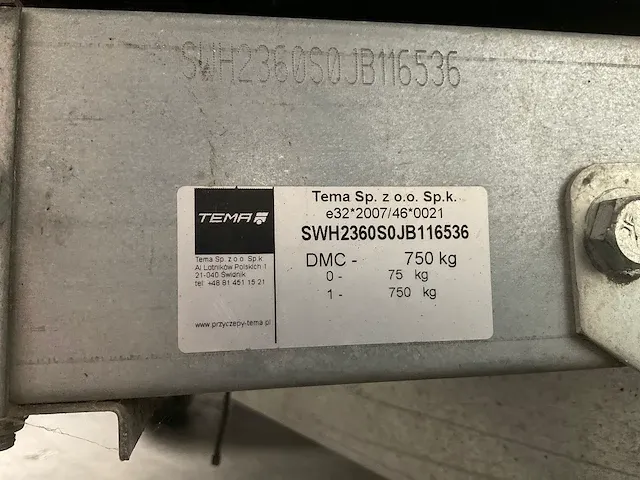 SWH2360S0JB116536
TEMA
Tema Sp. z o.o. Sp.k
Al Lotników Polskich 1
21-040 Świdnik
tel +48 81 451 15 21
www.przyczepy-tema.pl
Tema Sp. z o.o. Sp.k.
e32*2007/46*0021
SWH2360S0JB116536
DMC - 750 kg
0 - 75 kg
1 - 750 kg